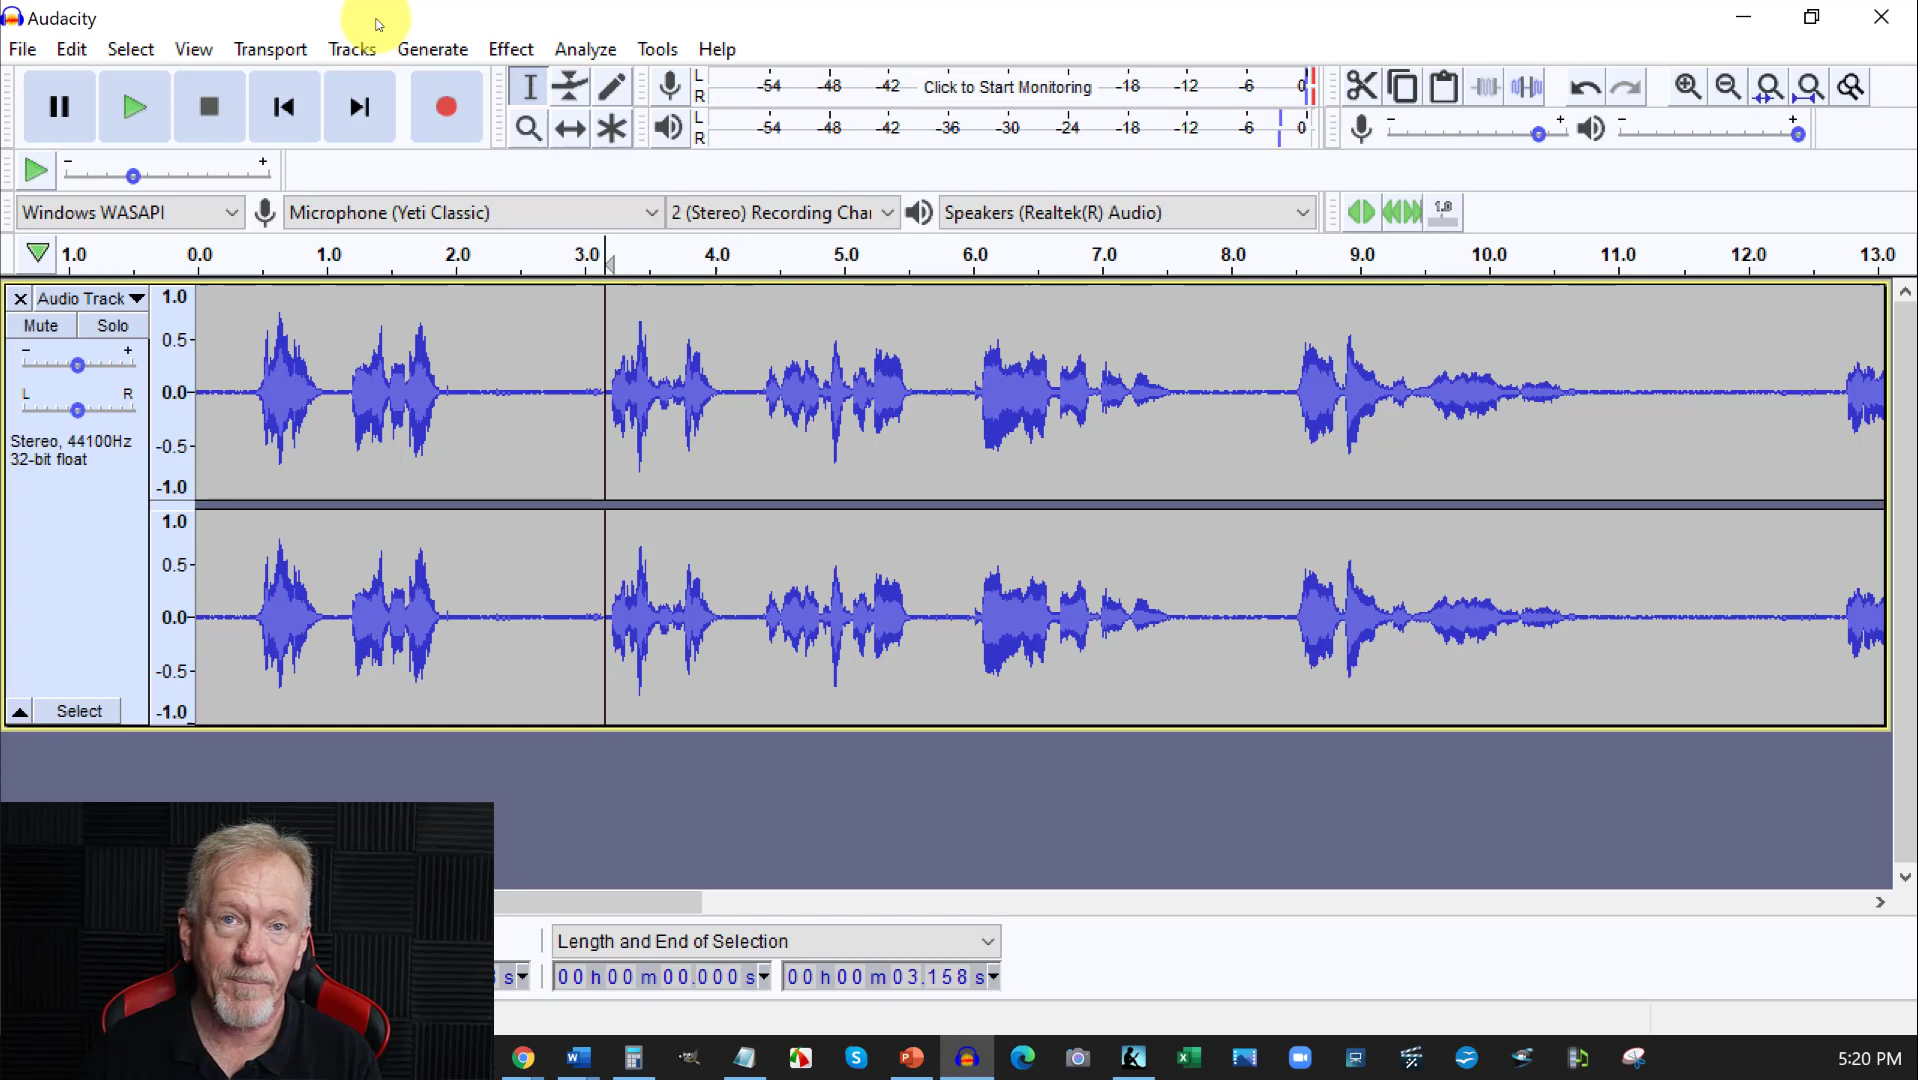 Audacity
File Edit Select View Transport Tracks Generate Effect Analyze Tools Help
L
R
-54 -48 -42 Click to Start Monitoring -18 -12 -6 0
L
R
-54 -48 -42 -36 -30 -24 -18 -12 -6 0
- + - +
- +
Windows WASAPI Microphone (Yeti Classic) 2 (Stereo) Recording Chai Speakers (Realtek(R) Audio) 1.0
1.0 0.0 1.0 2.0 3.0 4.0 5.0 6.0 7.0 8.0 9.0 10.0 11.0 12.0 13.0
Audio Track
Mute Solo
- +
L R
Stereo, 44100Hz
32-bit float
Select
1.0
0.5
0.0
-0.5
-1.0
1.0
0.5
0.0
-0.5
-1.0
Length and End of Selection
s 00 h 00 m 00.000 s 00 h 00 m 03.158 s
5:20 PM